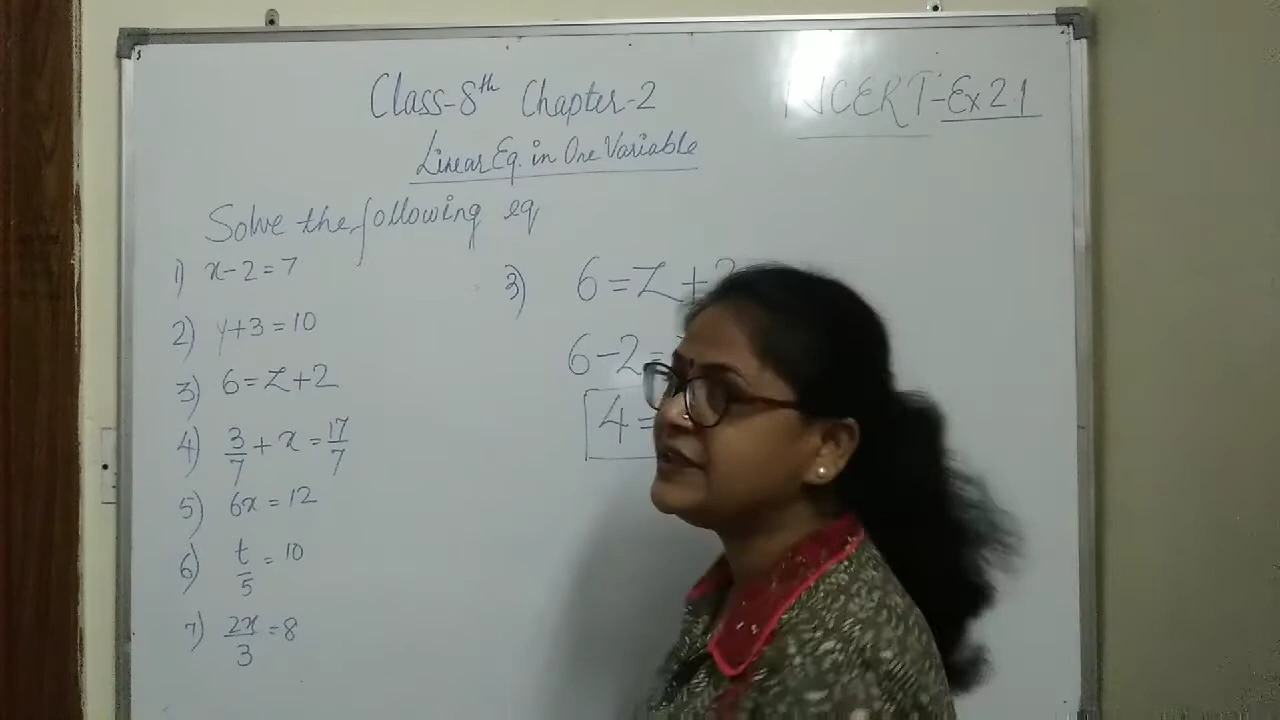 Class-8th Chapter-2
NCERT-Ex 2.1
Linear Eq. in One Variable
Solve the following eq
1) x-2=7
2) y+3=10
3) 6=Z+2
4) 3/7 + x = 17/7
5) 6x=12
6) t/5 = 10
7) 2x/3 = 8
3) 6=Z+2
6-2=
4=